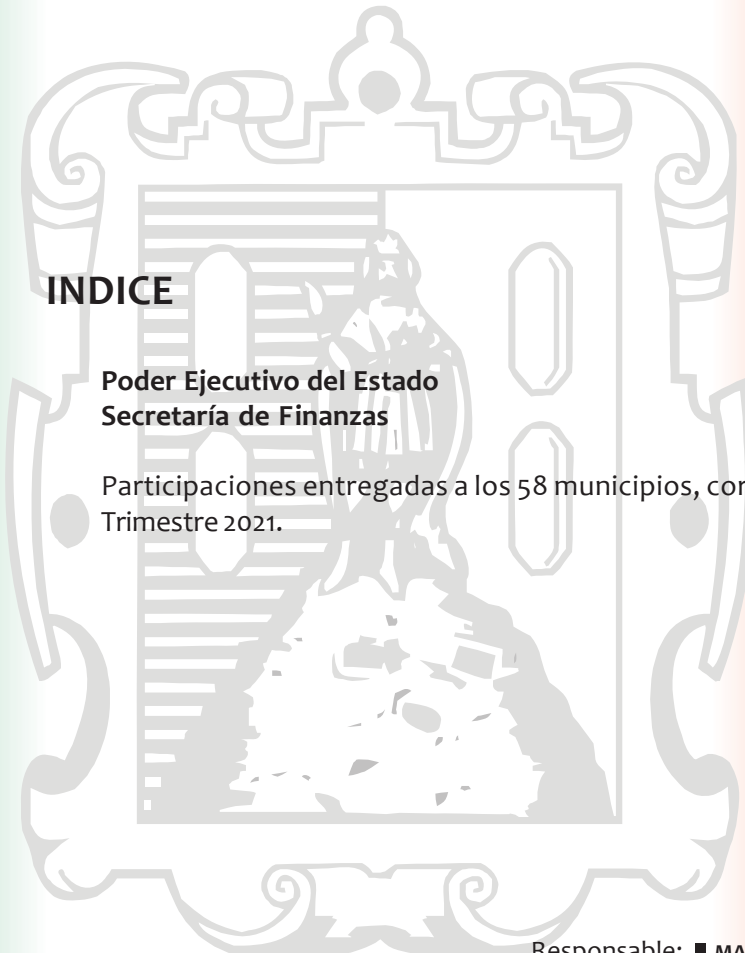 INDICE
Poder Ejecutivo del Estado
Secretaría de Finanzas
Participaciones entregadas a los 58 municipios,
Trimestre 2021.
Responsable: